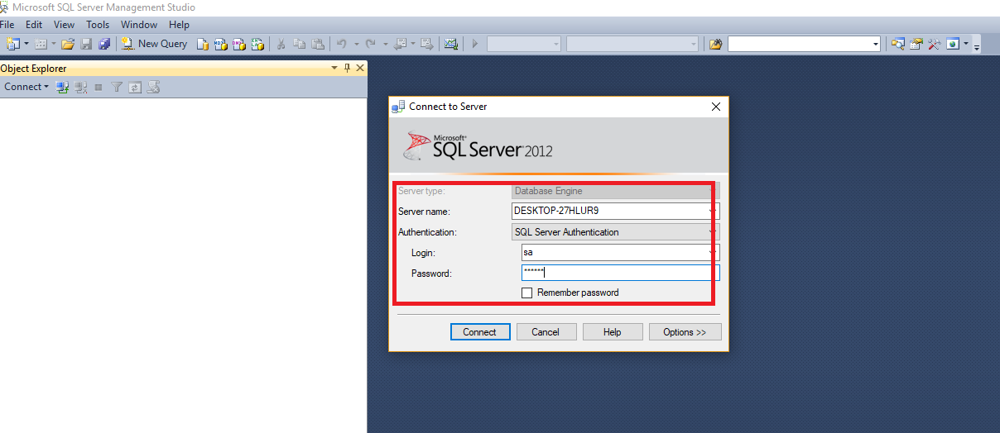 Microsoft SQL Server Management Studio
File Edit View Tools Window Help
New Query
Object Explorer
Connect
Connect to Server
Microsoft®
SQL Server® 2012
Server type: Database Engine
Server name: DESKTOP-27HLUR9
Authentication: SQL Server Authentication
Login: sa
Password: ******
Remember password
Connect Cancel Help Options >>